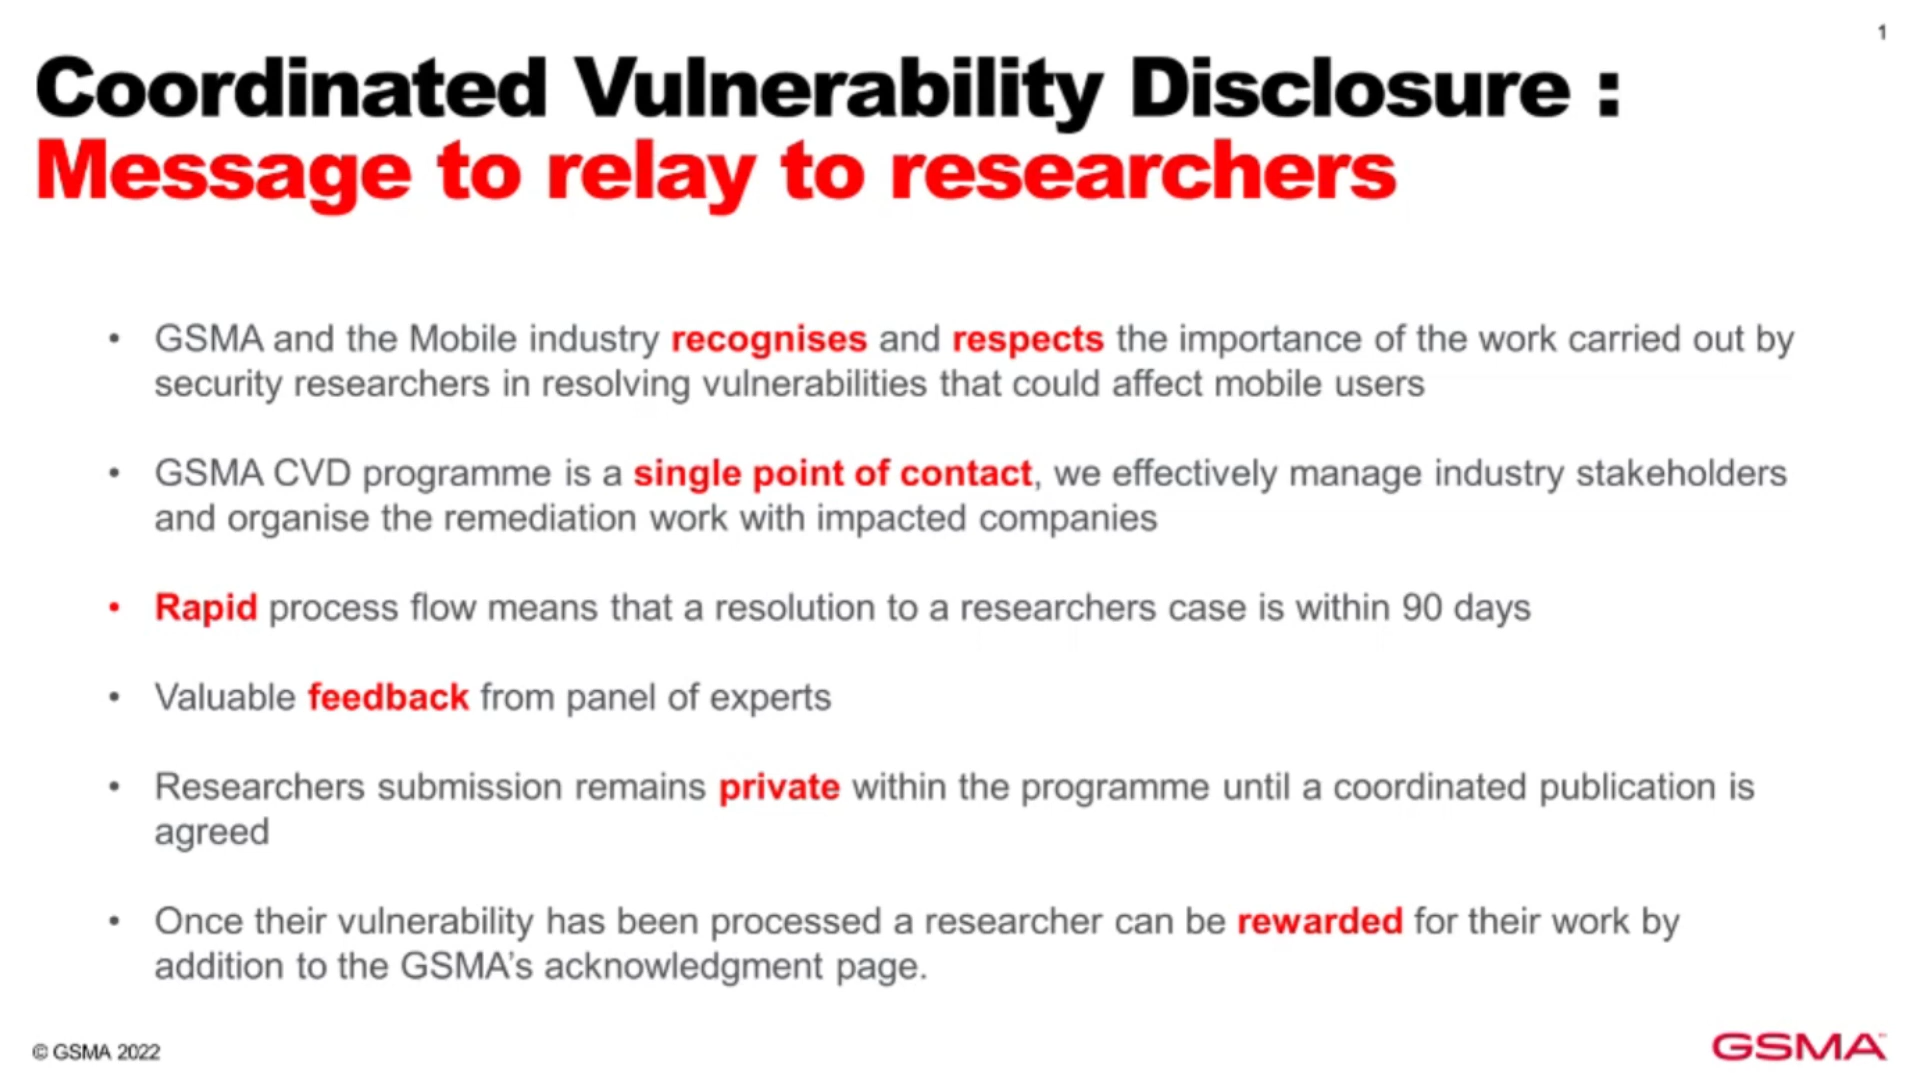 1
Coordinated Vulnerability Disclosure :
Message to relay to researchers
• GSMA and the Mobile industry recognises and respects the importance of the work carried out by
security researchers in resolving vulnerabilities that could affect mobile users
• GSMA CVD programme is a single point of contact, we effectively manage industry stakeholders
and organise the remediation work with impacted companies
• Rapid process flow means that a resolution to a researchers case is within 90 days
• Valuable feedback from panel of experts
• Researchers submission remains private within the programme until a coordinated publication is
agreed
• Once their vulnerability has been processed a researcher can be rewarded for their work by
addition to the GSMA’s acknowledgment page.
© GSMA 2022
GSMA